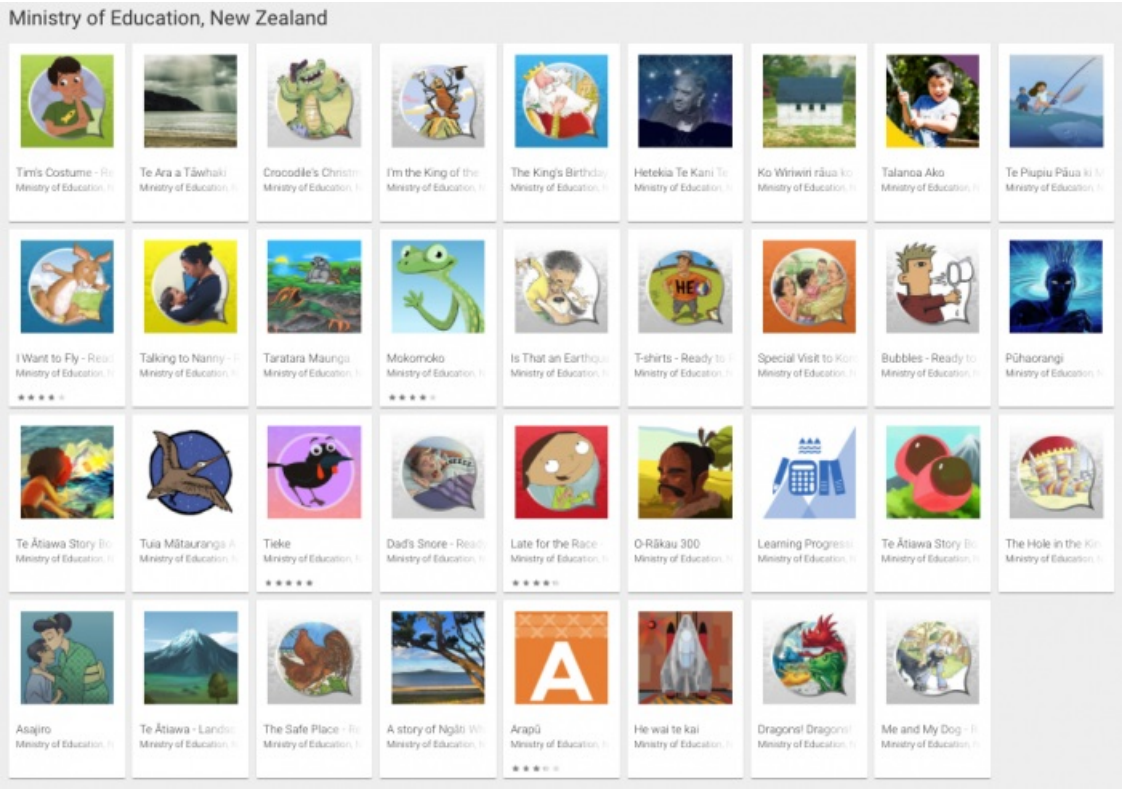 Ministry of Education, New Zealand
Tim's Costume - Re
Ministry of Education,
Te Ara a Tāwhaki
Ministry of Education,
Crocodile's Christm
Ministry of Education,
I'm the King of the
Ministry of Education,
The King's Birthday
Ministry of Education,
Hetekia Te Kani Te
Ministry of Education,
Ko Wiriwiri rāua ko
Ministry of Education,
Talanoa Ako
Ministry of Education,
Te Piupiu Pāua ki
Ministry of Education,
I Want to Fly - Read
Ministry of Education,
Talking to Nanny -
Ministry of Education,
Taratara Maunga
Ministry of Education,
Mokomoko
Ministry of Education,
Is That an Earthqua
Ministry of Education,
HE
T-shirts - Ready to
Ministry of Education,
Special Visit to
Ministry of Education,
Bubbles - Ready to
Ministry of Education,
Pūhaorangi
Ministry of Education,
Te Ātiawa Story Bo
Ministry of Education,
Tuia Mātauranga
Ministry of Education,
Tieke
Ministry of Education,
Dad's Snore - Ready
Ministry of Education,
Late for the Race -
Ministry of Education,
O-Rākau 300
Ministry of Education,
Learning Progress
Ministry of Education,
Te Ātiawa Story Bo
Ministry of Education,
The Hole in the Kin
Ministry of Education,
Asajiro
Ministry of Education,
Te Ātiawa - Landsc
Ministry of Education,
The Safe Place - Re
Ministry of Education,
A story of Ngāti Wh
Ministry of Education,
A
Arapū
Ministry of Education,
He wai te kai
Ministry of Education,
Dragons! Dragons!
Ministry of Education,
Me and My Dog - R
Ministry of Education,